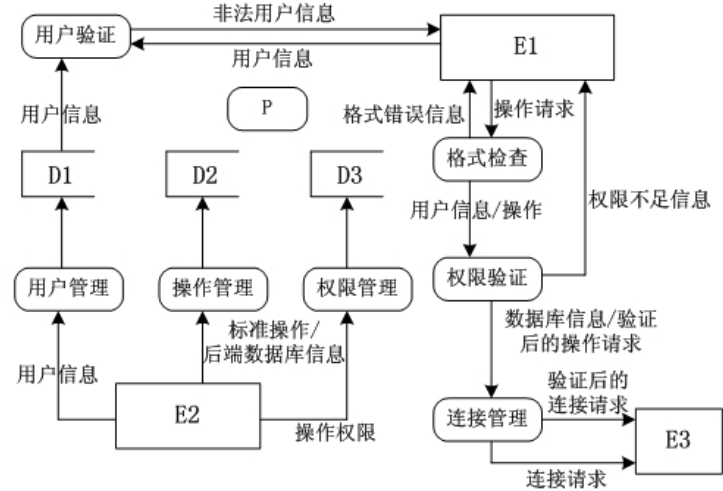 非法用户信息
用户验证
用户信息
E1
P
用户信息
格式错误信息
操作请求
D1
D2
D3
格式检查
用户信息/操作
权限不足信息
用户管理
操作管理
权限管理
权限验证
标准操作/
后端数据库信息
数据库信息/验证
后的操作请求
用户信息
E2
操作权限
验证后的
连接请求
连接管理
E3
连接请求